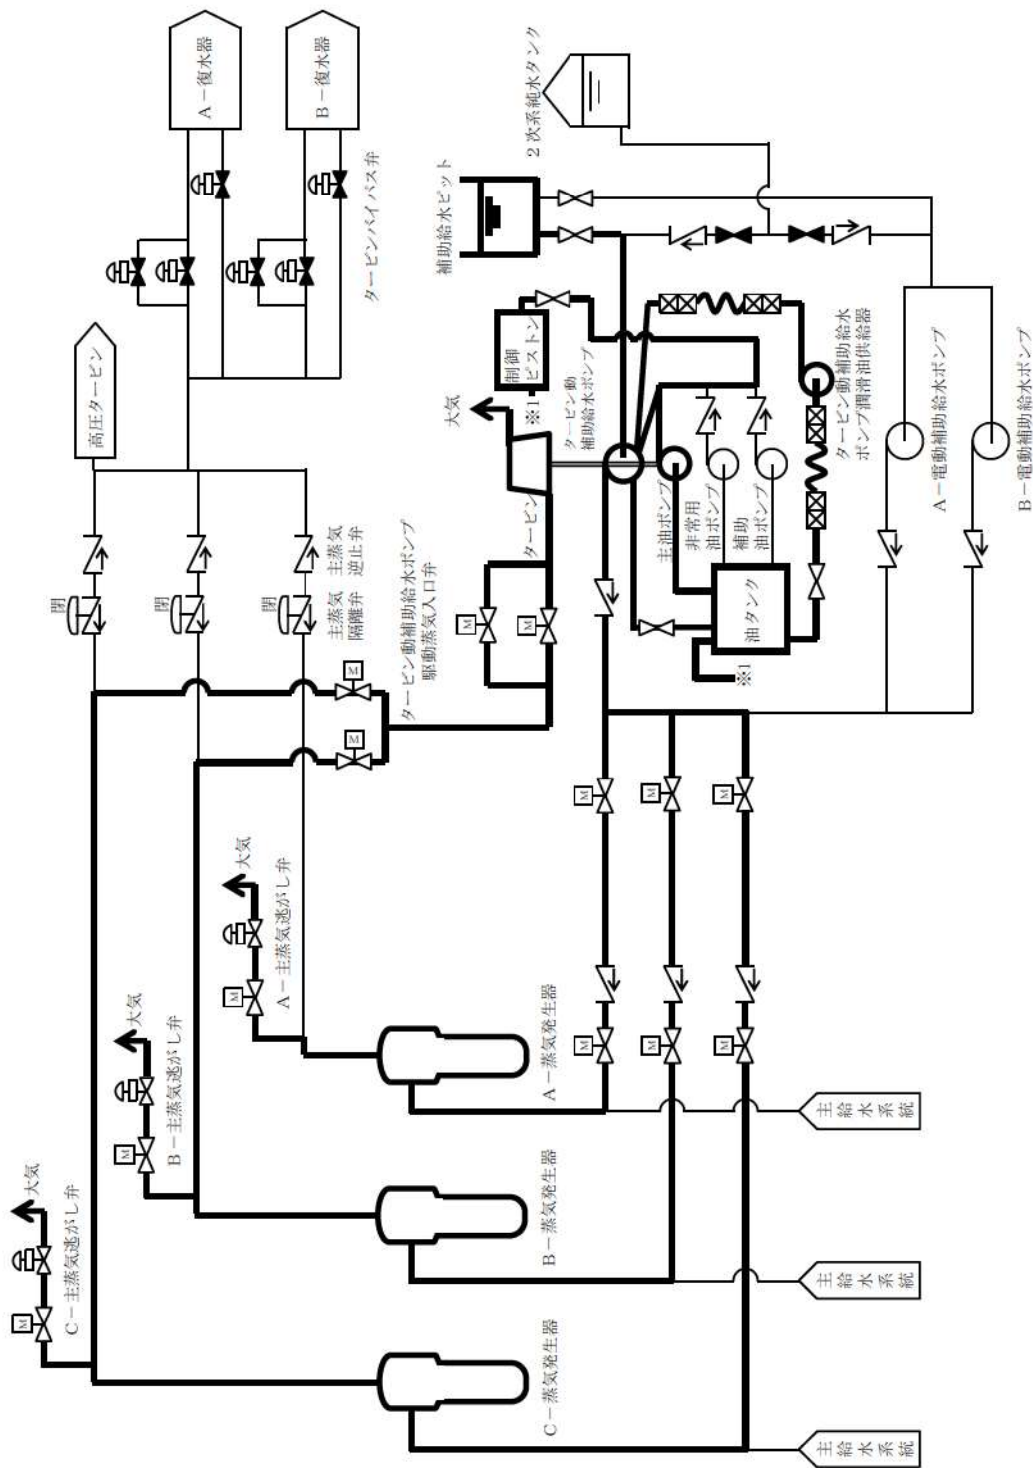 A－復水器
B－復水器
タービンバイパス弁
高圧タービン
2次系純水タンク
補助給水ピット
制御
ピストン
※1
大気
タービン
タービン動
補助給水ポンプ
主油ポンプ
非常用
油ポンプ
補助
油ポンプ
油タンク
※1
タービン動補助給水
ポンプ潤滑油供給器
A－電動補助給水ポンプ
B－電動補助給水ポンプ
閉
閉
閉
主蒸気
隔離弁
主蒸気
逆止弁
タービン動補助給水ポンプ
駆動蒸気入口弁
M
M
M
M
M
M
M
M
M
M
大気
M
A－主蒸気逃がし弁
大気
M
B－主蒸気逃がし弁
大気
M
C－主蒸気逃がし弁
A－蒸気発生器
B－蒸気発生器
C－蒸気発生器
主給水系統
主給水系統
主給水系統